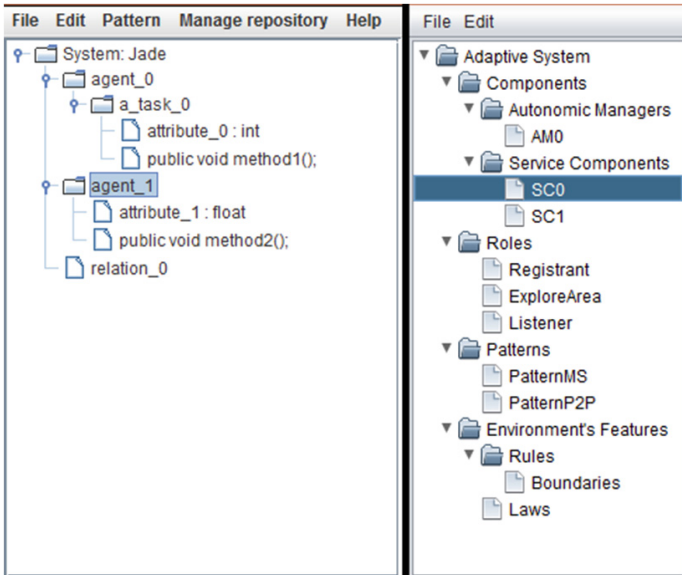 File Edit Pattern Manage repository Help
System: Jade
agent_0
a_task_0
attribute_0 : int
public void method1();
agent_1
attribute_1 : float
public void method2();
relation_0
File Edit
Adaptive System
Components
Autonomic Managers
AM0
Service Components
SC0
SC1
Roles
Registrant
ExploreArea
Listener
Patterns
PatternMS
PatternP2P
Environment's Features
Rules
Boundaries
Laws